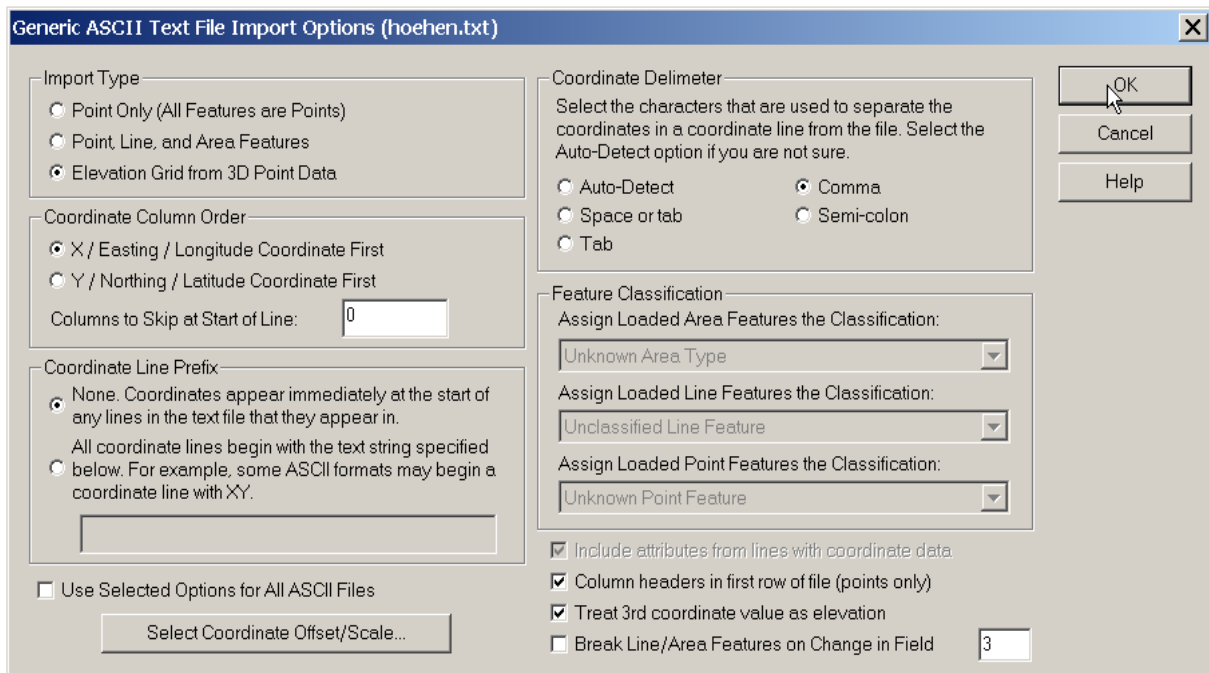 Generic ASCII Text File Import Options (hoehen.txt)
Import Type
Point Only (All Features are Points)
Point, Line, and Area Features
Elevation Grid from 3D Point Data
Coordinate Column Order
X / Easting / Longitude Coordinate First
Y / Northing / Latitude Coordinate First
Columns to Skip at Start of Line:
0
Coordinate Line Prefix
None. Coordinates appear immediately at the start of
any lines in the text file that they appear in.
All coordinate lines begin with the text string specified
below. For example, some ASCII formats may begin a
coordinate line with XY.
Use Selected Options for All ASCII Files
Select Coordinate Offset/Scale...
Coordinate Delimeter
Select the characters that are used to separate the
coordinates in a coordinate line from the file. Select the
Auto-Detect option if you are not sure.
Auto-Detect
Comma
Space or tab
Semi-colon
Tab
Feature Classification
Assign Loaded Area Features the Classification:
Unknown Area Type
Assign Loaded Line Features the Classification:
Unclassified Line Feature
Assign Loaded Point Features the Classification:
Unknown Point Feature
Include attributes from lines with coordinate data
Column headers in first row of file (points only)
Treat 3rd coordinate value as elevation
Break Line/Area Features on Change in Field
3
OK
Cancel
Help